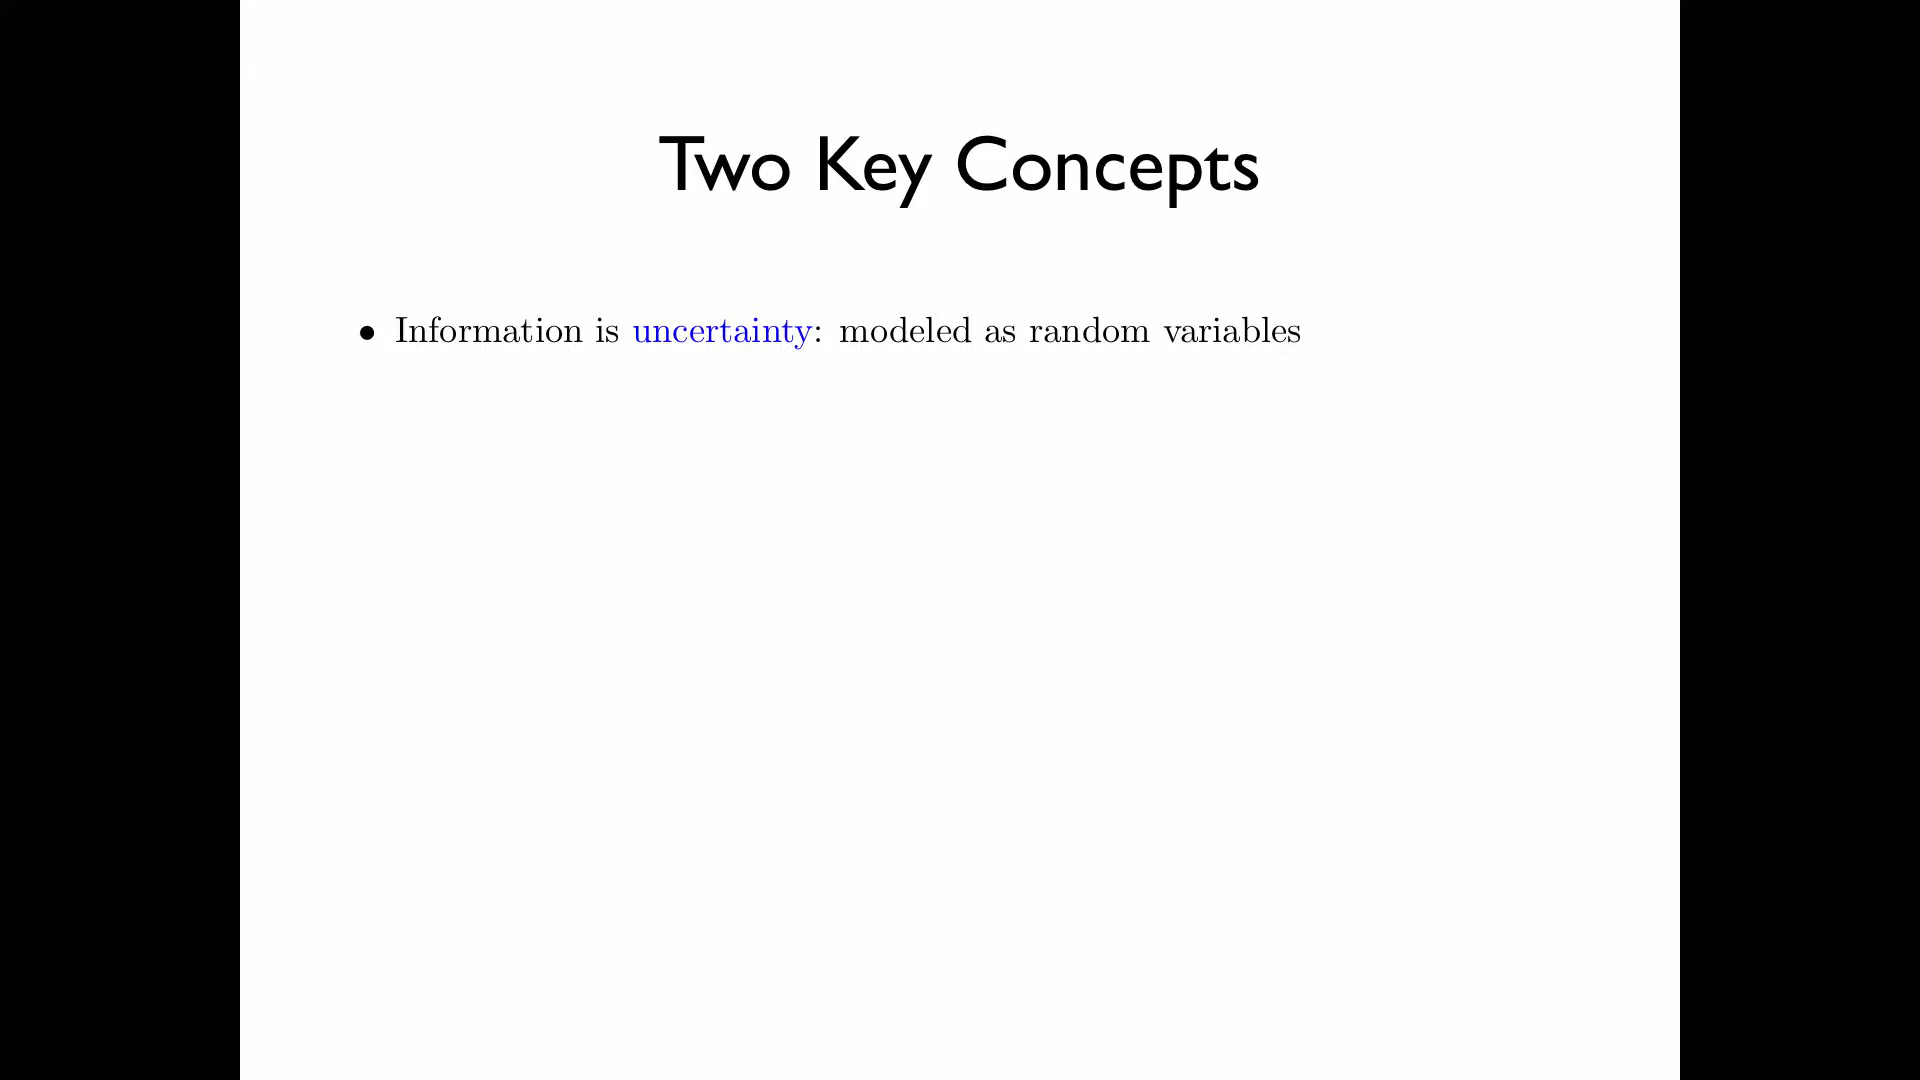 Two Key Concepts
• Information is uncertainty: modeled as random variables